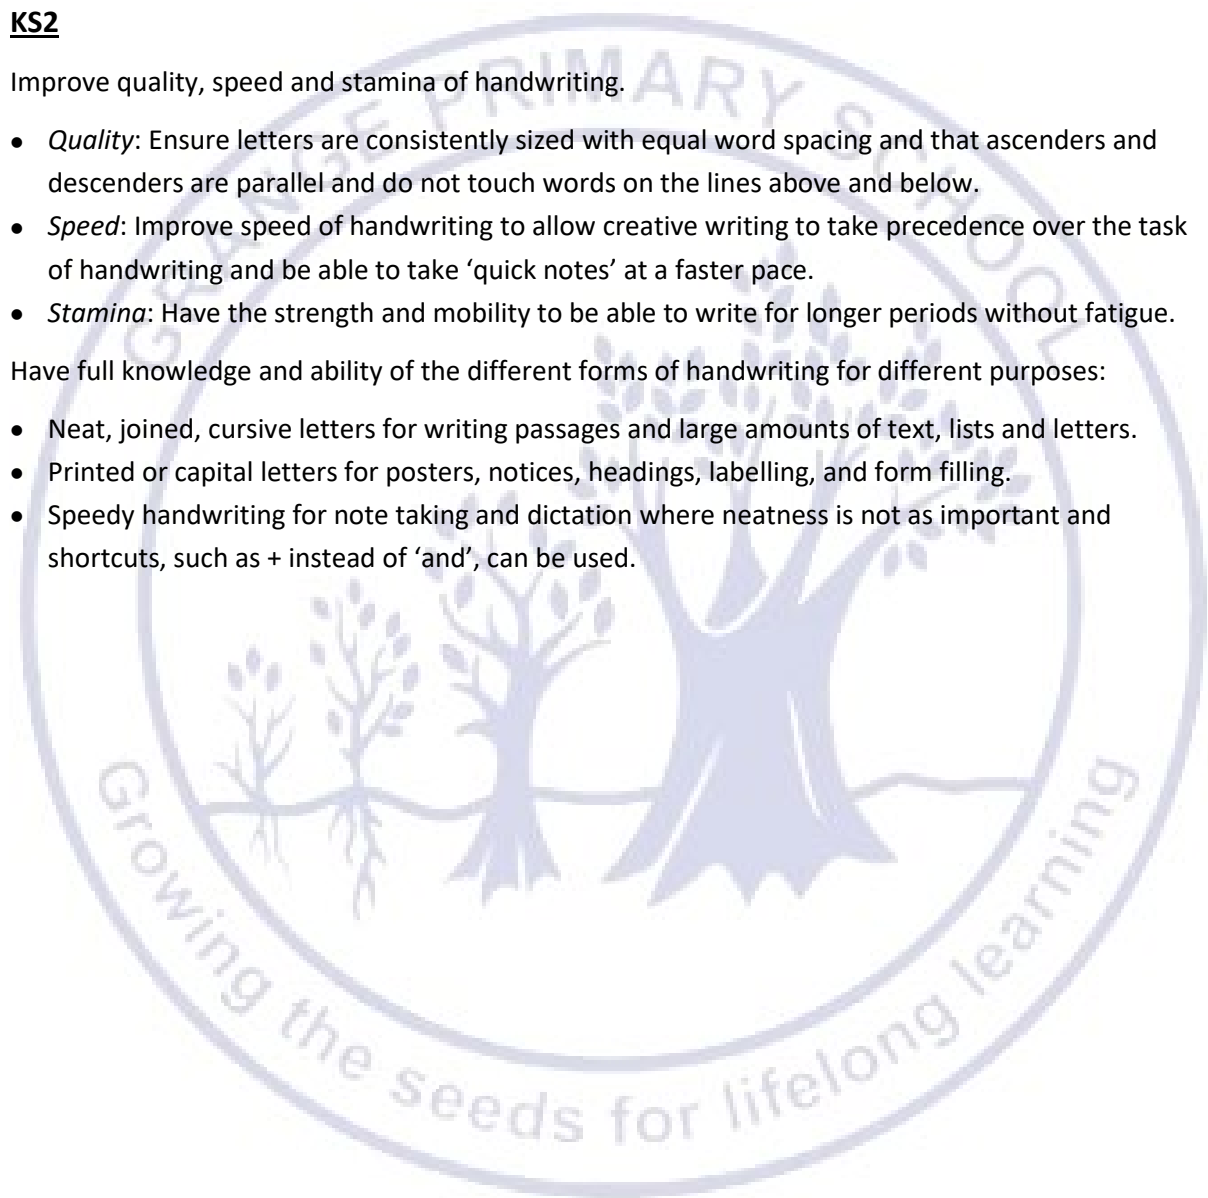 KS2
Improve quality, speed and stamina of handwriting.
• Quality: Ensure letters are consistently sized with equal word spacing and that ascenders and
descenders are parallel and do not touch words on the lines above and below.
• Speed: Improve speed of handwriting to allow creative writing to take precedence over the task
of handwriting and be able to take ‘quick notes’ at a faster pace.
• Stamina: Have the strength and mobility to be able to write for longer periods without fatigue.
Have full knowledge and ability of the different forms of handwriting for different purposes:
• Neat, joined, cursive letters for writing passages and large amounts of text, lists and letters.
• Printed or capital letters for posters, notices, headings, labelling, and form filling.
• Speedy handwriting for note taking and dictation where neatness is not as important and
shortcuts, such as + instead of ‘and’, can be used.
GRANGE PRIMARY SCHOOL
Growing the seeds for lifelong learning